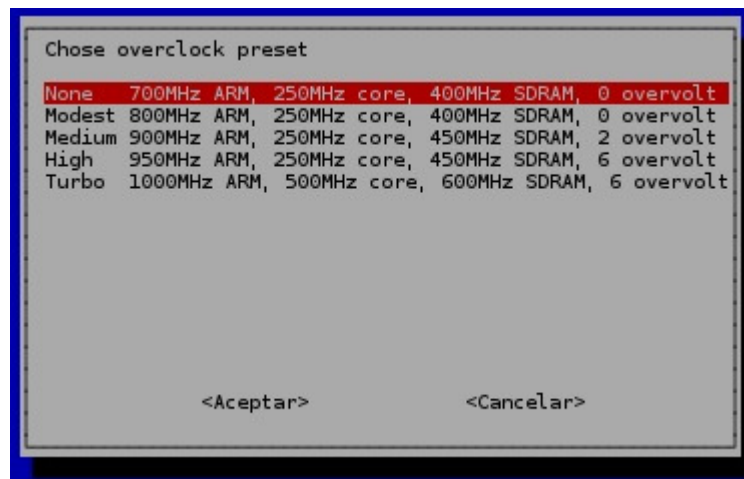 Chose overclock preset
None 700MHz ARM, 250MHz core, 400MHz SDRAM, 0 overvolt
Modest 800MHz ARM, 250MHz core, 400MHz SDRAM, 0 overvolt
Medium 900MHz ARM, 250MHz core, 450MHz SDRAM, 2 overvolt
High 950MHz ARM, 250MHz core, 450MHz SDRAM, 6 overvolt
Turbo 1000MHz ARM, 500MHz core, 600MHz SDRAM, 6 overvolt
<Aceptar> <Cancelar>